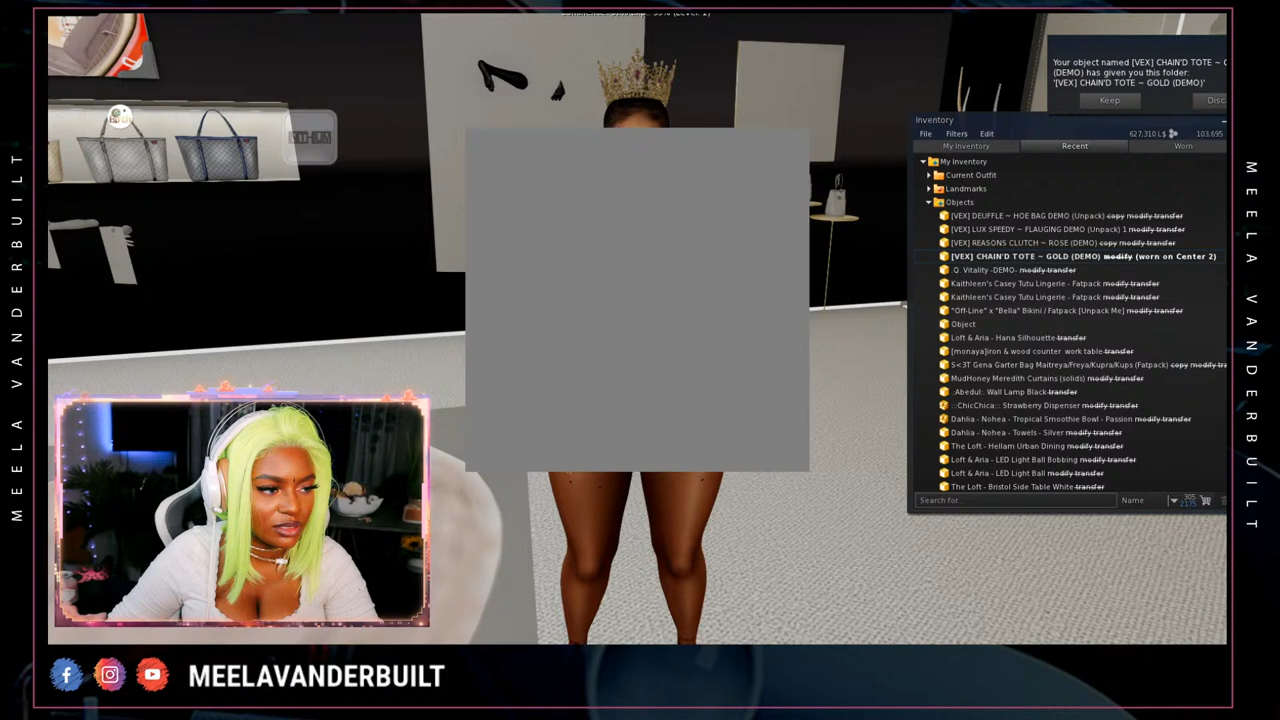 Your object named [VEX] CHAIN'D TOTE ~
(DEMO) has given you this folder:
'[VEX] CHAIN'D TOTE ~ GOLD (DEMO)'
Keep
Inventory
File Filters Edit 627,310 L$ 103,695
My Inventory Recent Worn
My Inventory
Current Outfit
Landmarks
Objects
[VEX] DEUFFLE ~ HOE BAG DEMO (Unpack) copy modify transfer
[VEX] LUX SPEEDY ~ FLAUGING DEMO (Unpack) 1 modify transfer
[VEX] REASONS CLUTCH ~ ROSE (DEMO) copy modify transfer
[VEX] CHAIN'D TOTE ~ GOLD (DEMO) modify (worn on Center 2)
.Q. Vitality -DEMO- modify transfer
Kaithleen's Casey Tutu Lingerie - Fatpack modify transfer
Kaithleen's Casey Tutu Lingerie - Fatpack modify transfer
"Off-Line" x "Bella" Bikini / Fatpack [Unpack Me] modify transfer
Object
Loft & Aria - Hana Silhouette transfer
[monaya]iron & wood counter work table transfer
S<3T Gena Garter Bag Maitreya/Freya/Kupra/Kups (Fatpack) copy modify
MudHoney Meredith Curtains (solids) modify transfer
.:Abedul:. Wall Lamp Black transfer
:::ChicChica::: Strawberry Dispenser modify transfer
Dahlia - Nohea - Tropical Smoothie Bowl - Passion modify transfer
Dahlia - Nohea - Towels - Silver modify transfer
The Loft - Hellam Urban Dining modify transfer
Loft & Aria - LED Light Ball Bobbing modify transfer
Loft & Aria - LED Light Ball modify transfer
The Loft - Bristol Side Table White transfer
Search for... Name 305
2175
MEELA VANDERBUILT
MEELA VANDERBUILT
MEELAVANDERBUILT